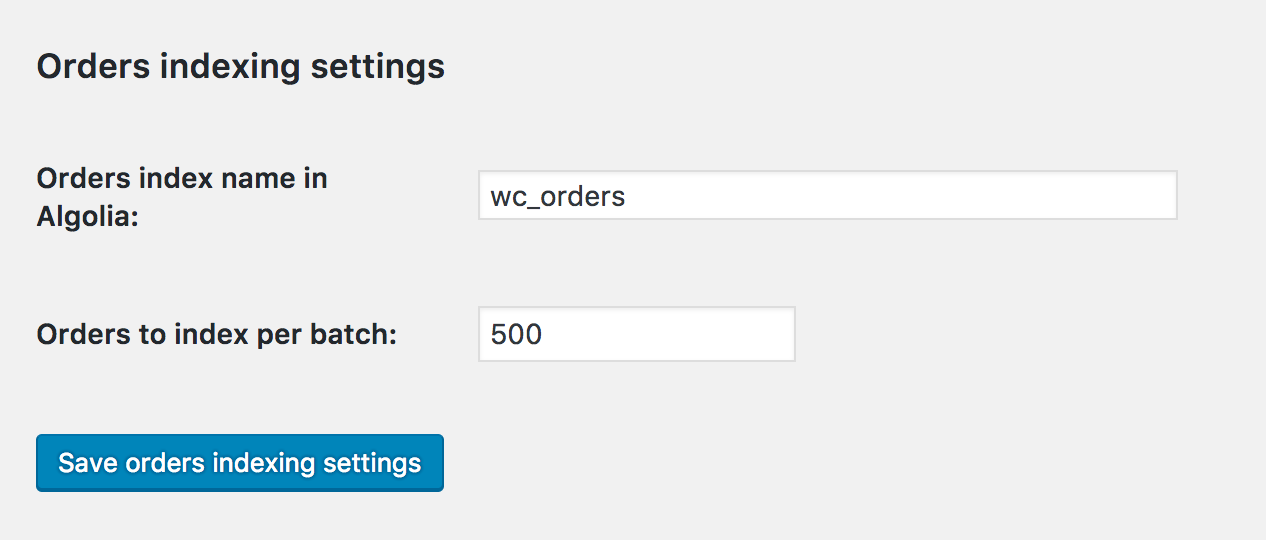 Orders indexing settings
Orders index name in
Algolia:
wc_orders
Orders to index per batch:
500
Save orders indexing settings